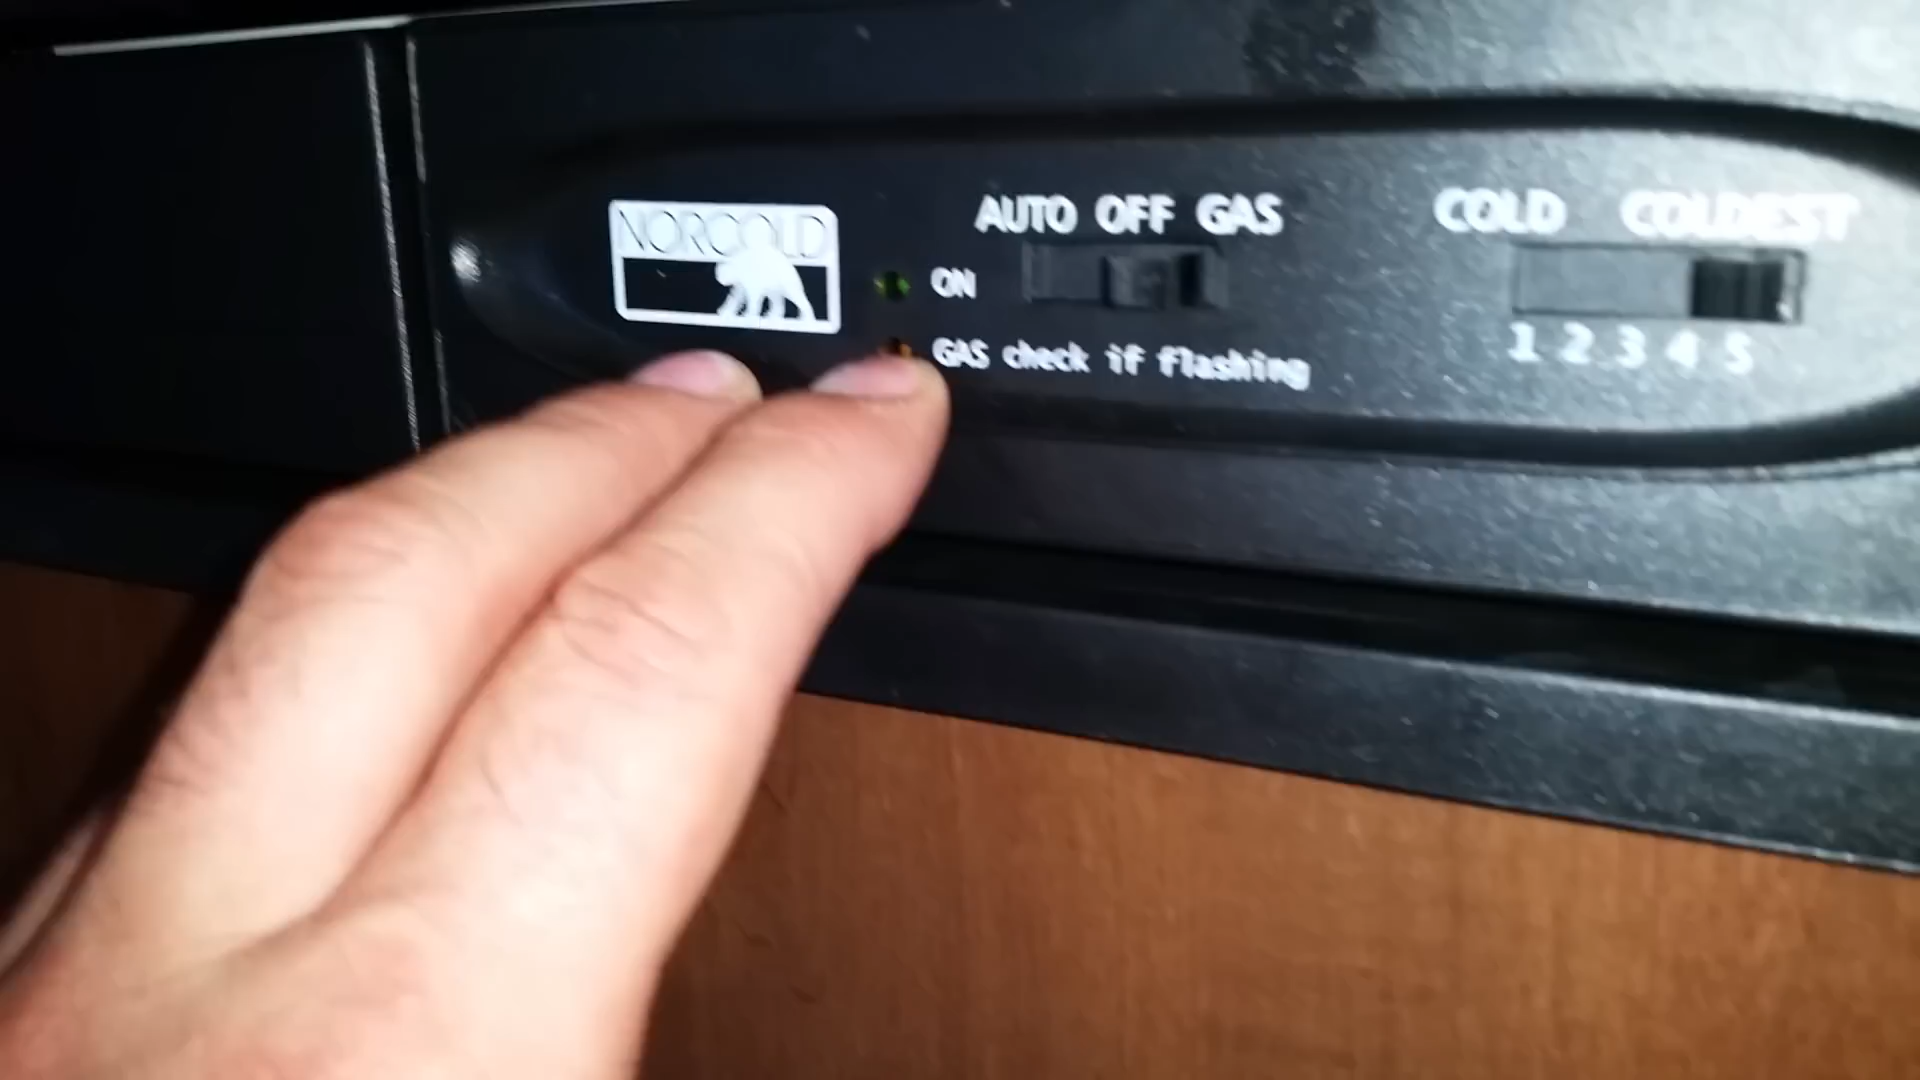 NORCOLD
AUTO OFF GAS
ON
GAS check if flashing
COLD COLDEST
1 2 3 4 5